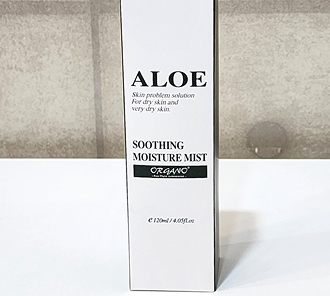 ALOE
Skin problem solution
For dry skin and
very dry skin.
SOOTHING
MOISTURE MIST
ORGANO
℮ 120ml / 4.05fl.oz